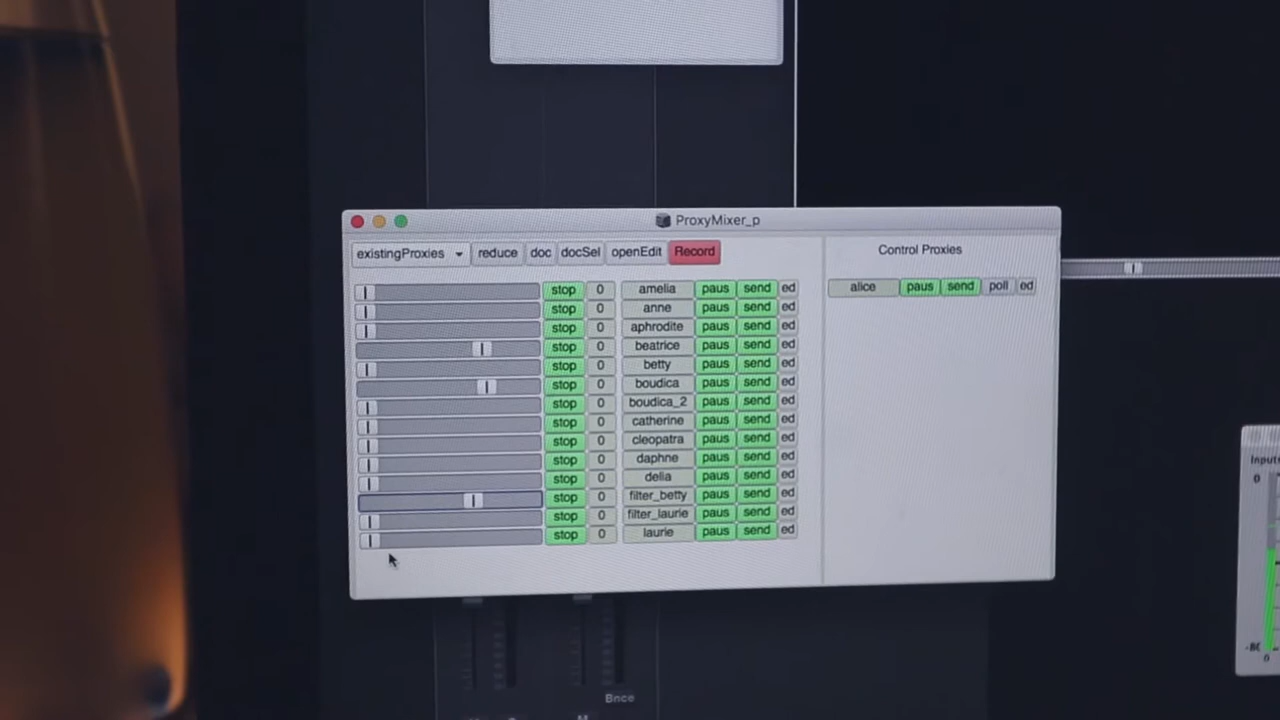 ProxyMixer_p
existingProxies reduce doc docSel openEdit Record
Control Proxies
stop 0 amelia paus send ed
alice paus send poll ed
stop 0 anne paus send ed
stop 0 aphrodite paus send ed
stop 0 beatrice paus send ed
stop 0 betty paus send ed
stop 0 boudica paus send ed
stop 0 boudica_2 paus send ed
stop 0 catherine paus send ed
stop 0 cleopatra paus send ed
stop 0 daphne paus send ed
stop 0 delia paus send ed
stop 0 filter_betty paus send ed
stop 0 filter_laurie paus send ed
stop 0 laurie paus send ed
0
-80
0
Bnce